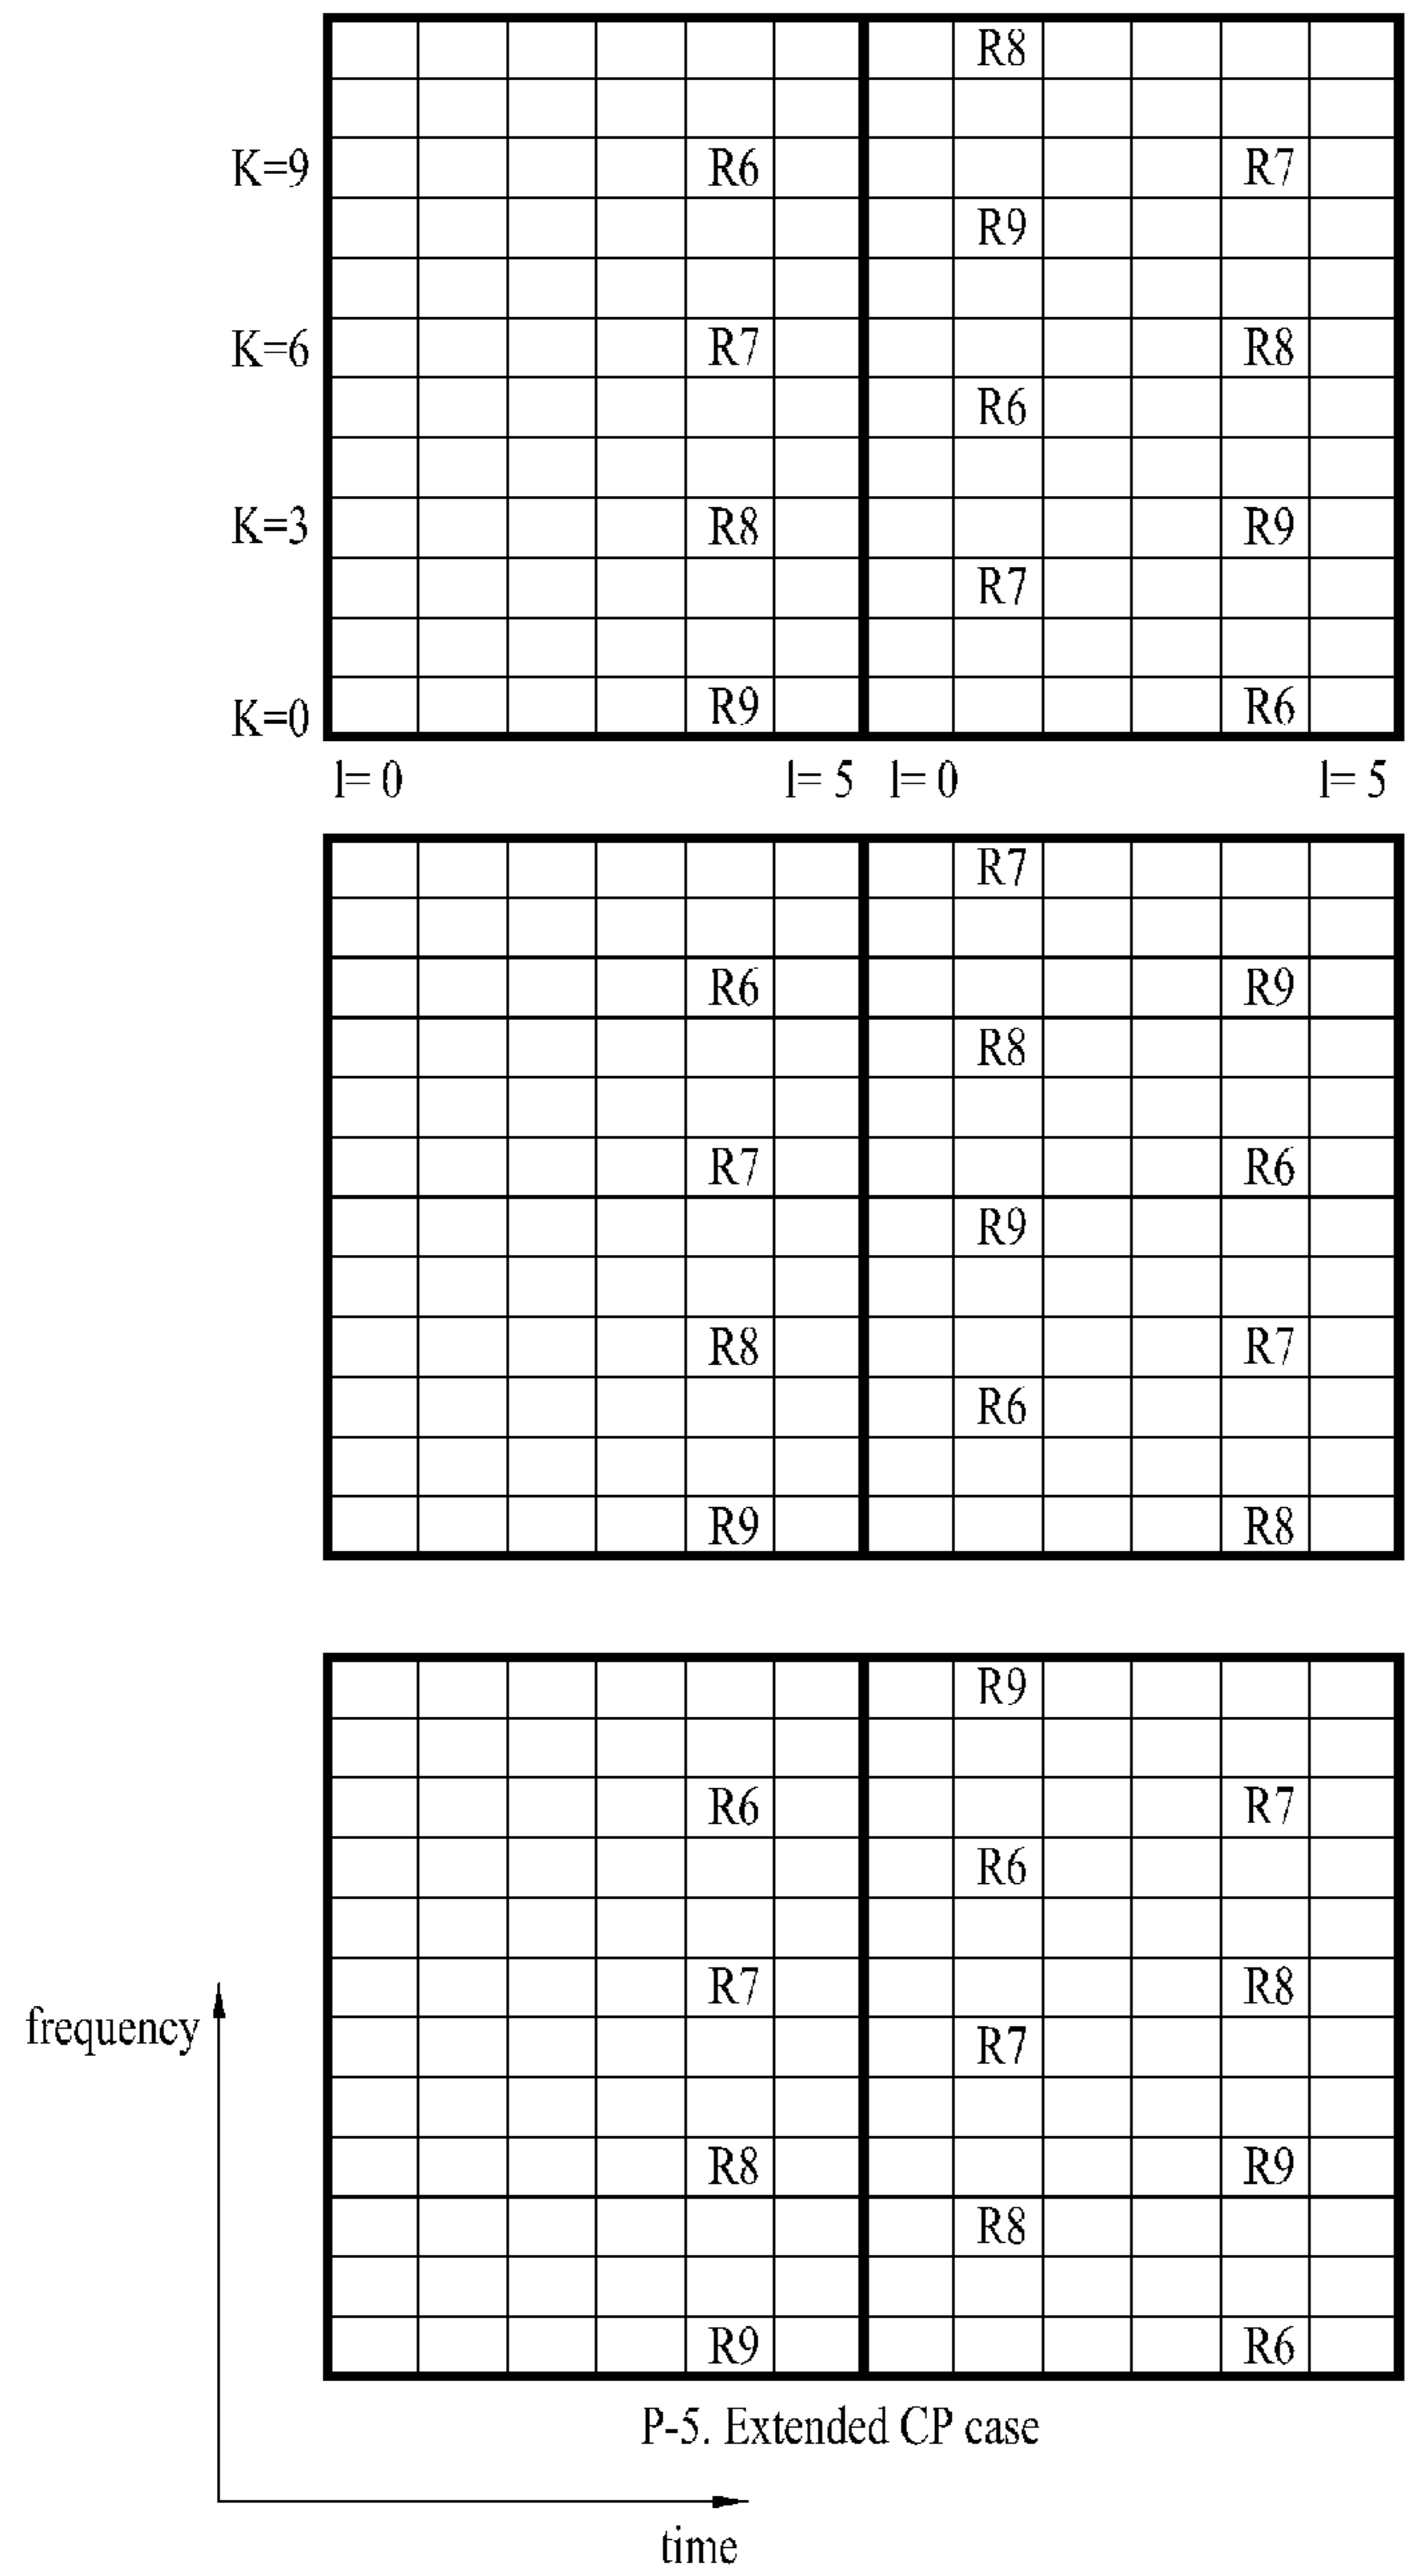 R8
K=9 R6 R7
R9
K=6 R7 R8
R6
K=3 R8 R9
R7
K=0 R9 R6
l= 0 l= 5 l= 0 l= 5
R7
R6 R9
R8
R7 R6
R9
R8 R7
R6
R9 R8
R9
R6 R7
R6
R7 R8
frequency
R7
R8 R9
R8
R9 R6
P-5. Extended CP case
time